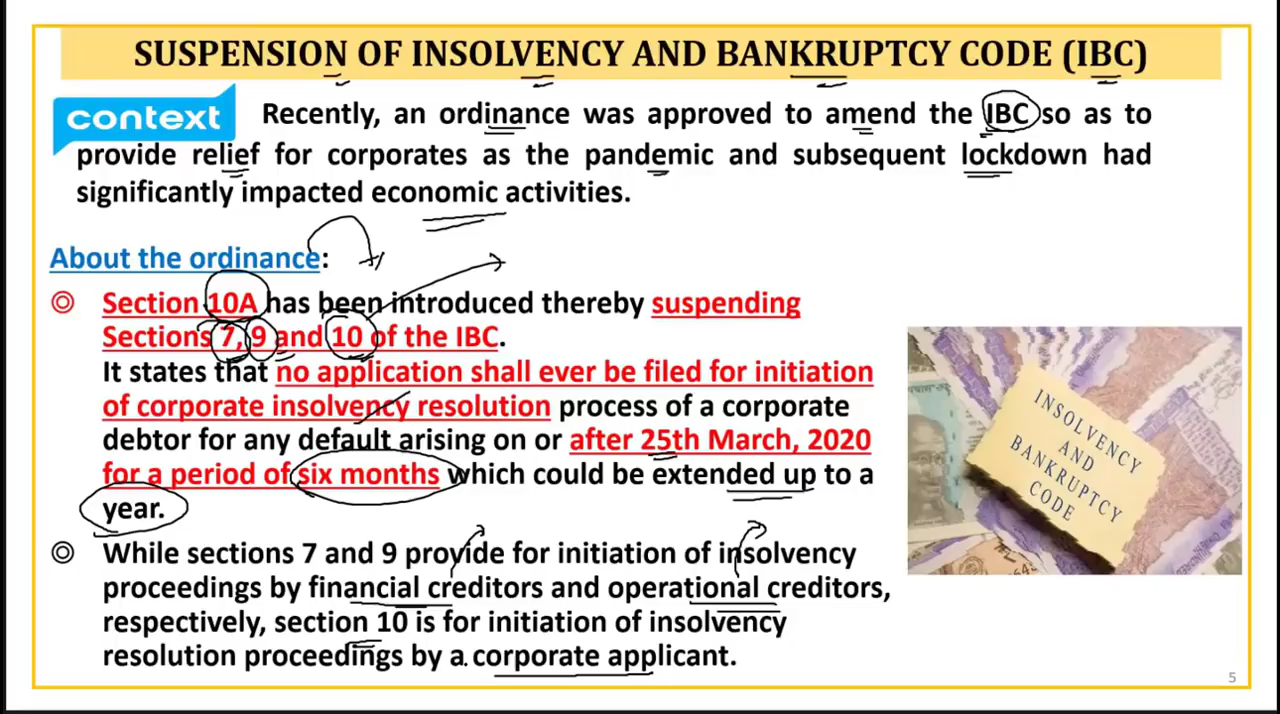 SUSPENSION OF INSOLVENCY AND BANKRUPTCY CODE (IBC)
context Recently, an ordinance was approved to amend the IBC so as to
provide relief for corporates as the pandemic and subsequent lockdown had
significantly impacted economic activities.
About the ordinance:
Section 10A has been introduced thereby suspending
Sections 7, 9 and 10 of the IBC.
It states that no application shall ever be filed for initiation
of corporate insolvency resolution process of a corporate
debtor for any default arising on or after 25th March, 2020
for a period of six months which could be extended up to a
year.
While sections 7 and 9 provide for initiation of insolvency
proceedings by financial creditors and operational creditors,
respectively, section 10 is for initiation of insolvency
resolution proceedings by a corporate applicant.
INSOLVENCY
AND
BANKRUPTCY
CODE
5